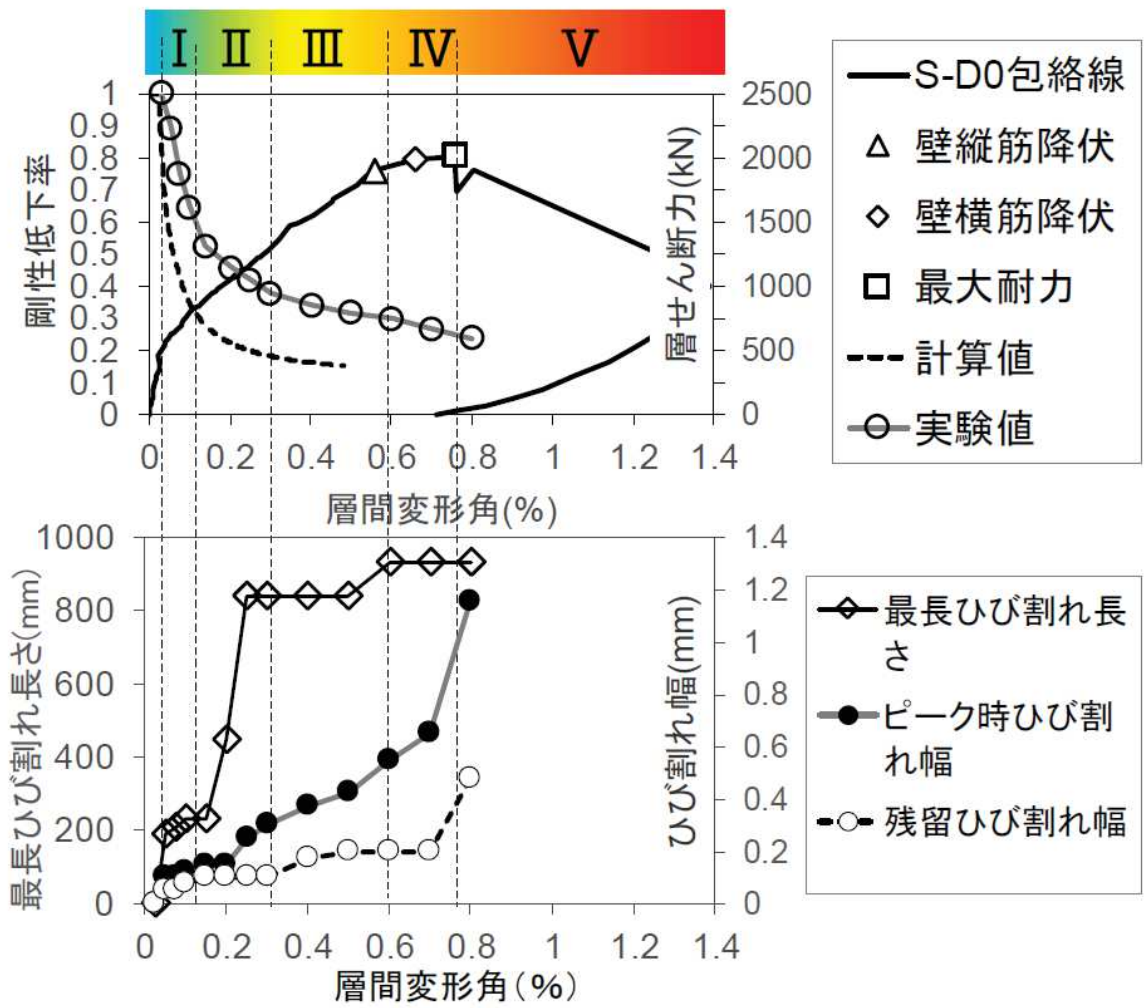 Ⅰ Ⅱ Ⅲ Ⅳ Ⅴ
剛性低下率
1
0.9
0.8
0.7
0.6
0.5
0.4
0.3
0.2
0.1
0
層せん断力(kN)
2500
2000
1500
1000
500
0
0 0.2 0.4 0.6 0.8 1 1.2 1.4
層間変形角(%)
S-D0包絡線
壁縦筋降伏
壁横筋降伏
最大耐力
計算値
実験値
最長ひび割れ長さ(mm)
1000
800
600
400
200
0
ひび割れ幅(mm)
1.4
1.2
1
0.8
0.6
0.4
0.2
0
0 0.2 0.4 0.6 0.8 1 1.2 1.4
層間変形角(%)
最長ひび割れ長
さ
ピーク時ひび割
れ幅
残留ひび割れ幅